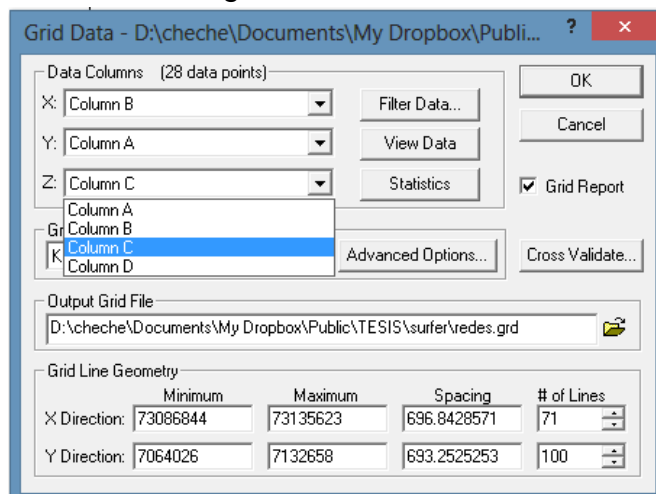 Grid Data - D:\cheche\Documents\My Dropbox\Publi... ? ×
Data Columns (28 data points)
X: Column B
Filter Data...
OK
Y: Column A
View Data
Cancel
Z: Column C
Statistics
Grid Report
Column A
Column B
Column C
Column D
Gr
K
Advanced Options...
Cross Validate...
Output Grid File
D:\cheche\Documents\My Dropbox\Public\TESIS\surfer\redes.grd
Grid Line Geometry
Minimum Maximum Spacing # of Lines
X Direction: 73086844 73135623 696.8428571 71
Y Direction: 7064026 7132658 693.2525253 100